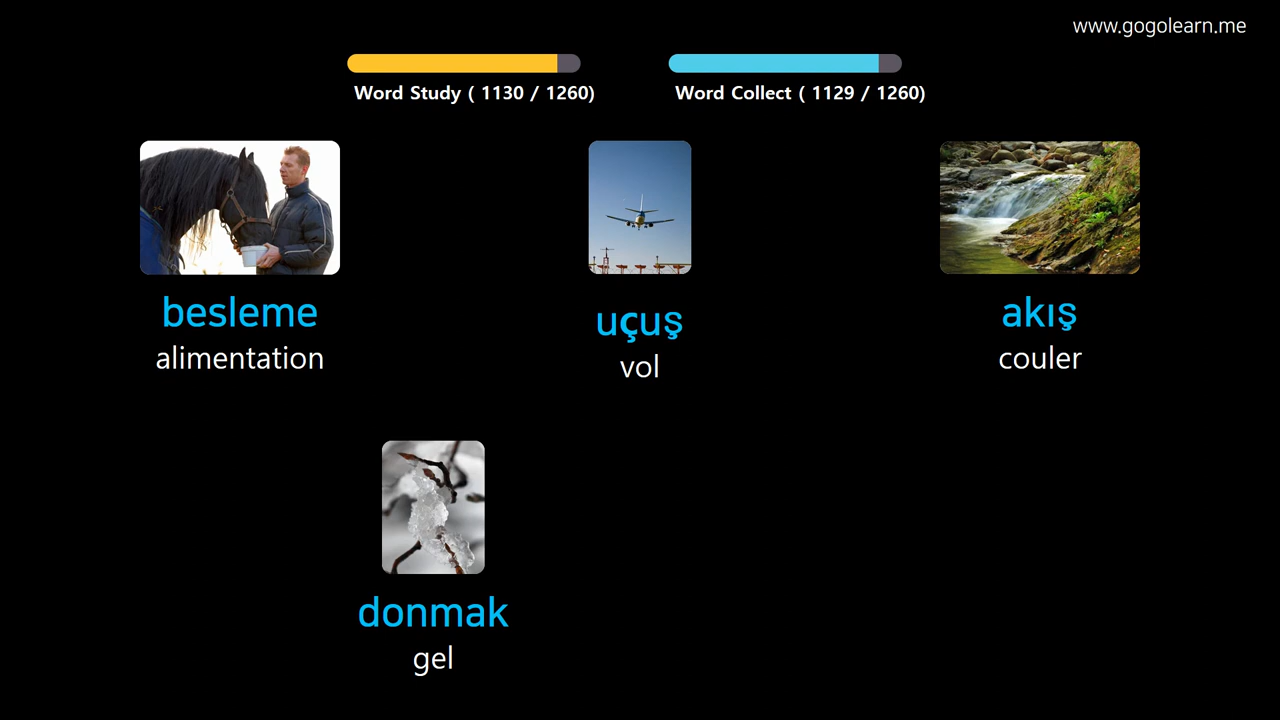 www.gogolearn.me
Word Study ( 1130 / 1260)
Word Collect ( 1129 / 1260)
besleme
alimentation
uçuş
vol
akış
couler
donmak
gel